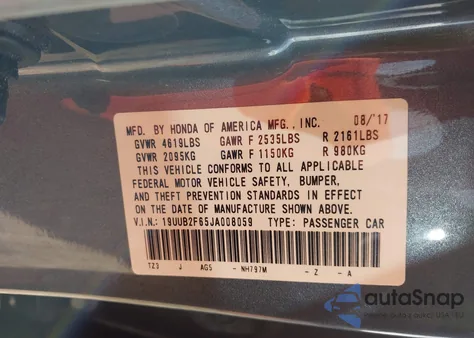 MFD. BY HONDA OF AMERICA MFG., INC. 08/'17
GVWR 4619LBS GAWR F 2535LBS R 2161LBS
GVWR 2095KG GAWR F 1150KG R 980KG
THIS VEHICLE CONFORMS TO ALL APPLICABLE
FEDERAL MOTOR VEHICLE SAFETY, BUMPER,
AND THEFT PREVENTION STANDARDS IN EFFECT
ON THE DATE OF MANUFACTURE SHOWN ABOVE.
V.I.N.: 19UUB2F65JA008059 TYPE: PASSENGER CAR
TZ3 J AG5 - NH797M - Z - A
autoSnap